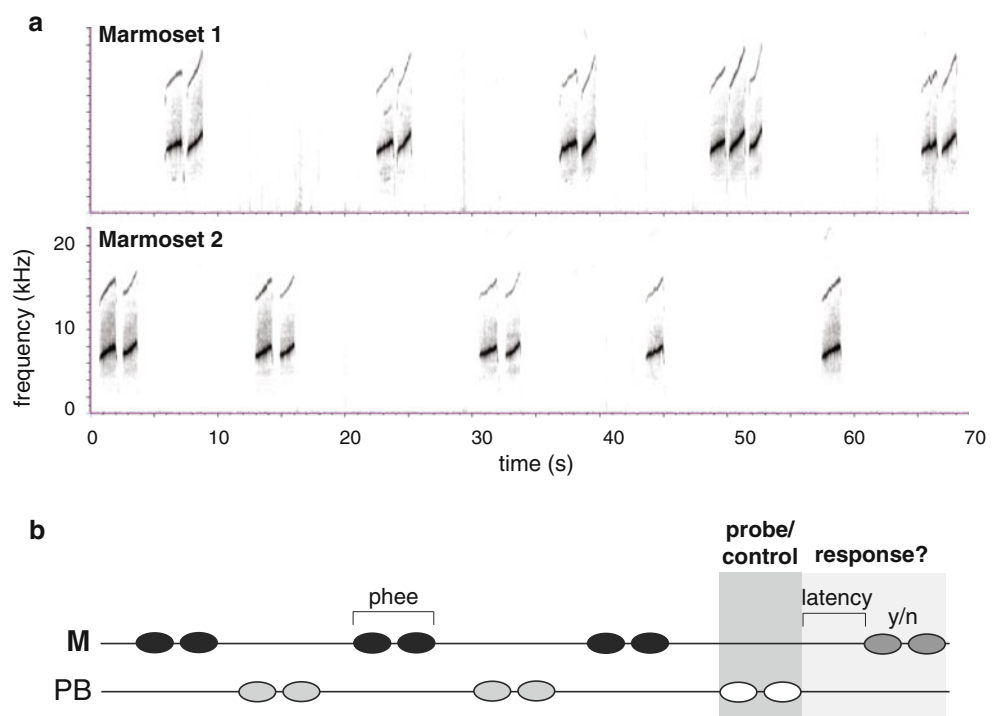 a
Marmoset 1
Marmoset 2
frequency (kHz)
20
10
0
0 10 20 30 40 50 60 70
time (s)
b
probe/
control
response?
phee
latency
y/n
M
PB